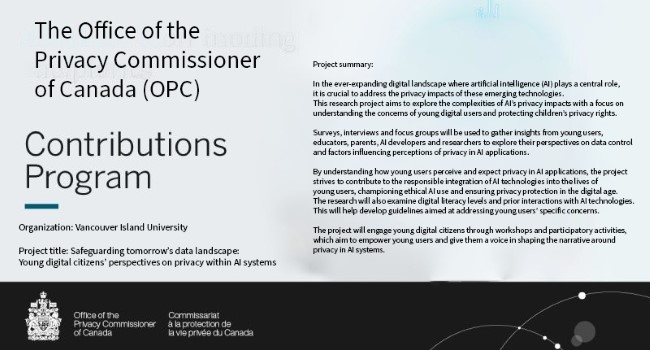 The Office of the
Privacy Commissioner
of Canada (OPC)
Contributions
Program
Organization: Vancouver Island University
Project title: Safeguarding tomorrow's data landscape:
Young digital citizens' perspectives on privacy within AI systems
Project summary:
In the ever-expanding digital landscape where artificial intelligence (AI) plays a central role,
it is crucial to address the privacy impacts of these emerging technologies.
This research project aims to explore the complexities of AI's privacy impacts with a focus on
understanding the concerns of young digital users and protecting children's privacy rights.
Surveys, interviews and focus groups will be used to gather insights from young users,
educators, parents, AI developers and researchers to explore their perspectives on data control
and factors influencing perceptions of privacy in AI applications.
By understanding how young users perceive and expect privacy in AI applications, the project
strives to contribute to the responsible integration of AI technologies into the lives of
young users, championing ethical AI use and ensuring privacy protection in the digital age.
The research will also examine digital literacy levels and prior interactions with AI technologies.
This will help develop guidelines aimed at addressing young users' specific concerns.
The project will engage young digital citizens through workshops and participatory activities,
which aim to empower young users and give them a voice in shaping the narrative around
privacy in AI systems.
Office of the
Privacy Commissioner
of Canada
Commissariat
à la protection de
la vie privée du Canada